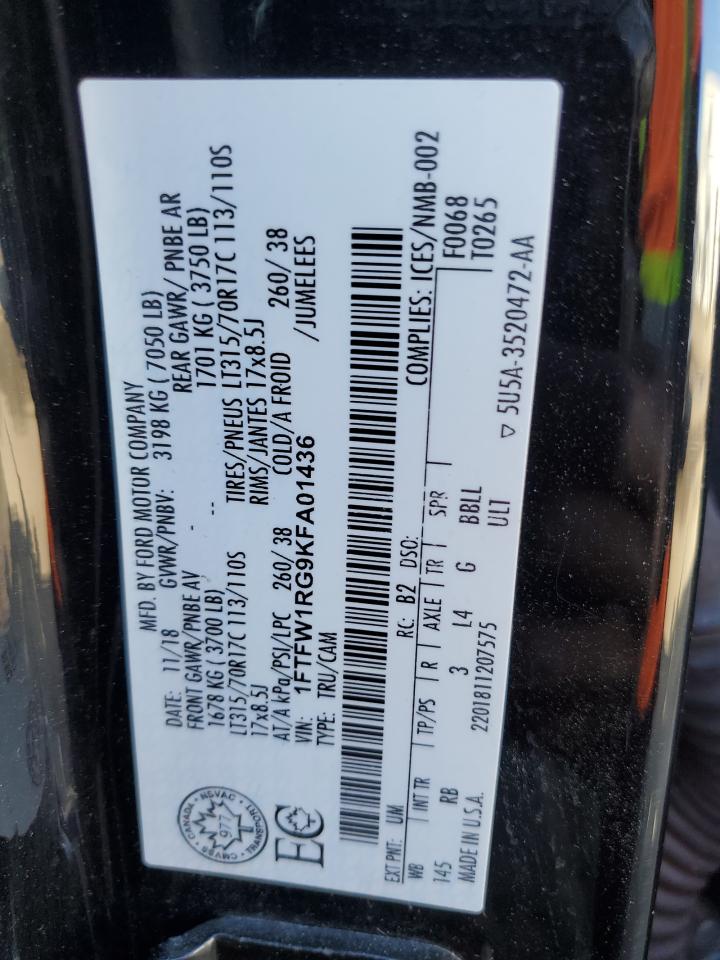 MFD. BY FORD MOTOR COMPANY
DATE: 11/18 GVWR/PNBV: 3198 KG ( 7050 LB)
FRONT GAWR/PNBE AV - REAR GAWR/ PNBE AR
1678 KG ( 3700 LB) -- 1701 KG ( 3750 LB)
LT315/70R17C 113/110S TIRES/PNEUS LT315/70R17C 113/110S
17x8.5J RIMS/JANTES 17x8.5J
AT/A kPa/PSI/LPC 260/ 38 COLD/A FROID 260/ 38
VIN: 1FTFW1RG9KFA01436 /JUMELEES
TYPE: TRU/CAM
CANADA · NSVAC · TRANSPORT · CMVSS
977
EC
EXT PNT: UM RC: B2 DSO: COMPLIES: ICES/NMB-002
WB | INT TR | TP/PS | R | AXLE | TR | SPR F0068
T0265
145 RB 3 L4 G BBLL
MADE IN U.S.A. 2201811207575 UL1
▽ 5U5A-3520472-AA